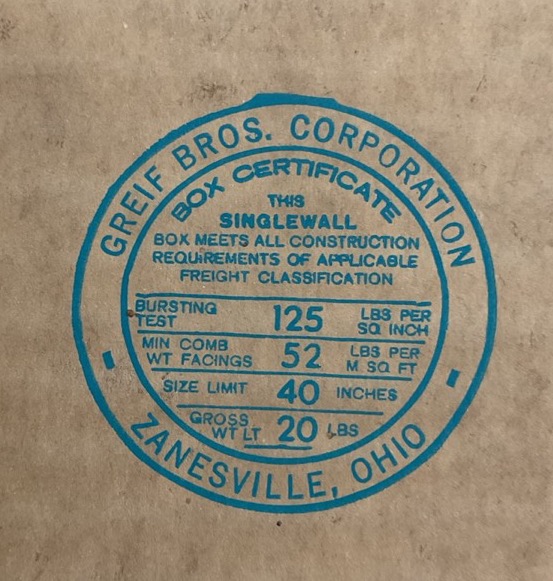 GREIF BROS. CORPORATION
BOX CERTIFICATE
THIS
SINGLEWALL
BOX MEETS ALL CONSTRUCTION
REQUIREMENTS OF APPLICABLE
FREIGHT CLASSIFICATION
BURSTING TEST 125 LBS PER SQ INCH
MIN COMB WT FACINGS 52 LBS PER M SQ FT
SIZE LIMIT 40 INCHES
GROSS WT LT 20 LBS
ZANESVILLE, OHIO